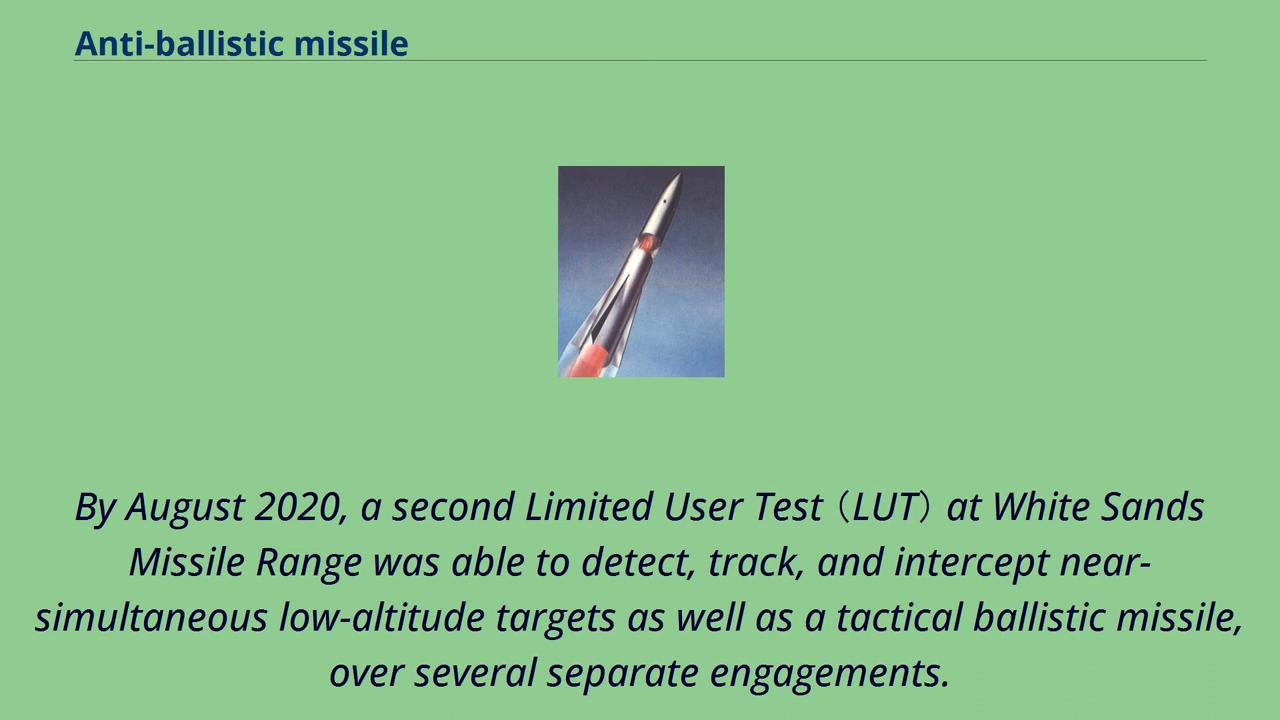 Anti-ballistic missile
By August 2020, a second Limited User Test（LUT）at White Sands
Missile Range was able to detect, track, and intercept near-
simultaneous low-altitude targets as well as a tactical ballistic missile,
over several separate engagements.